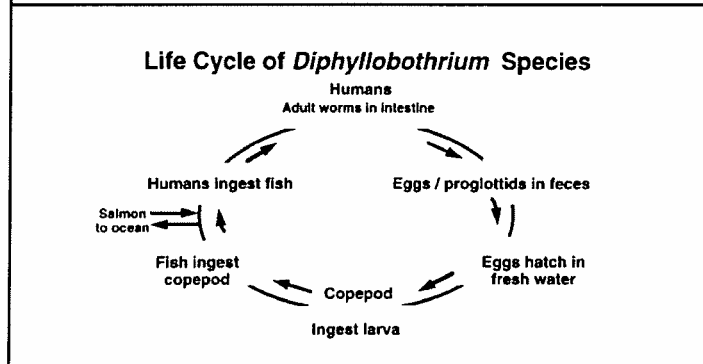 Life Cycle of Diphyllobothrium Species
Humans
Adult worms in intestine
Eggs / proglottids in feces
Eggs hatch in
fresh water
Copepod
Ingest larva
Fish ingest
copepod
Salmon
to ocean
Humans ingest fish